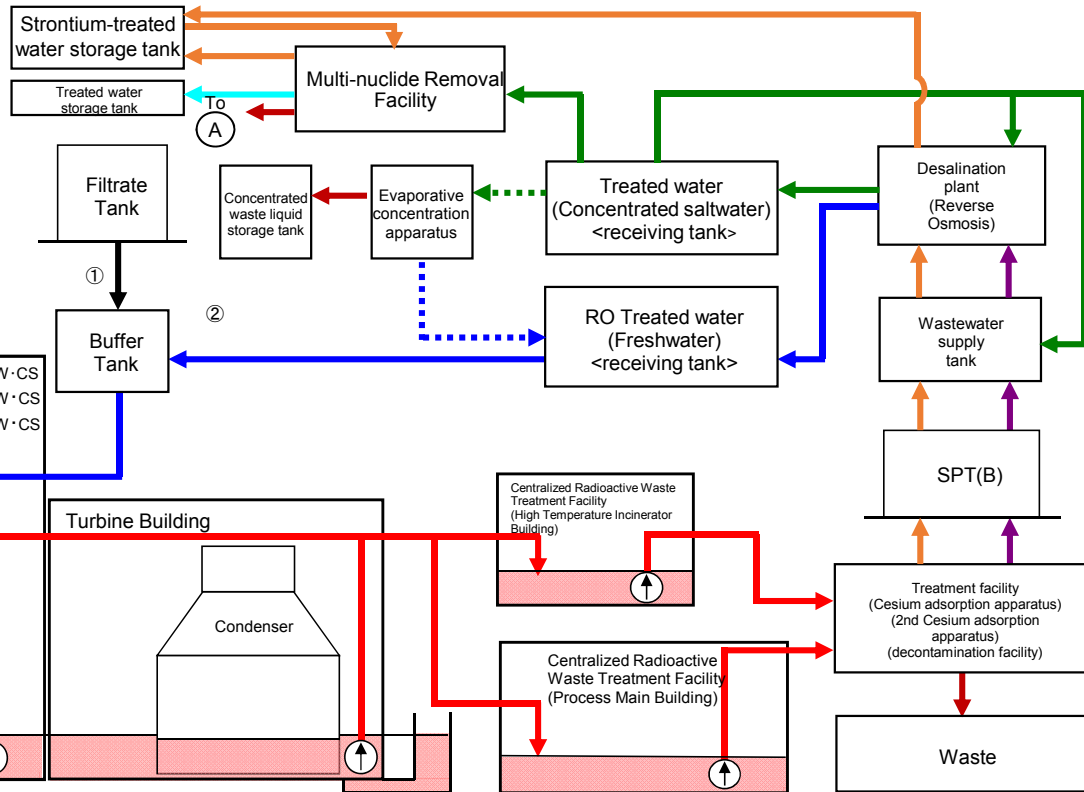 Strontium-treated
water storage tank
Treated water
storage tank
To
A
Multi-nuclide Removal
Facility
Filtrate
Tank
Concentrated
waste liquid
storage tank
Evaporative
concentration
apparatus
Treated water
(Concentrated saltwater)
<receiving tank>
Desalination
plant
(Reverse
Osmosis)
①
②
Buffer
Tank
RO Treated water
(Freshwater)
<receiving tank>
Wastewater
supply
tank
W・CS
W・CS
W・CS
SPT(B)
Turbine Building
Condenser
Centralized Radioactive Waste
Treatment Facility
(High Temperature Incinerator
Building)
Treatment facility
(Cesium adsorption apparatus)
(2nd Cesium adsorption
apparatus)
(decontamination facility)
Centralized Radioactive
Waste Treatment Facility
(Process Main Building)
Waste